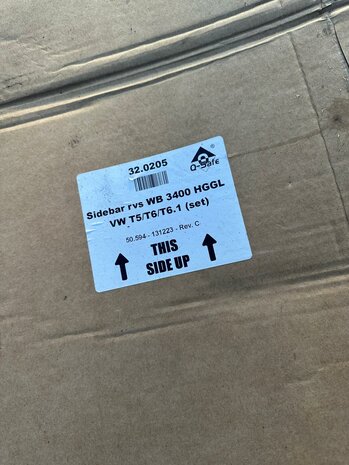 32.0205
Q-Safe
Sidebar rvs WB 3400 HGGL
VW T5/T6/T6.1 (set)
50.594 - 131223 - Rev. C
THIS
SIDE UP